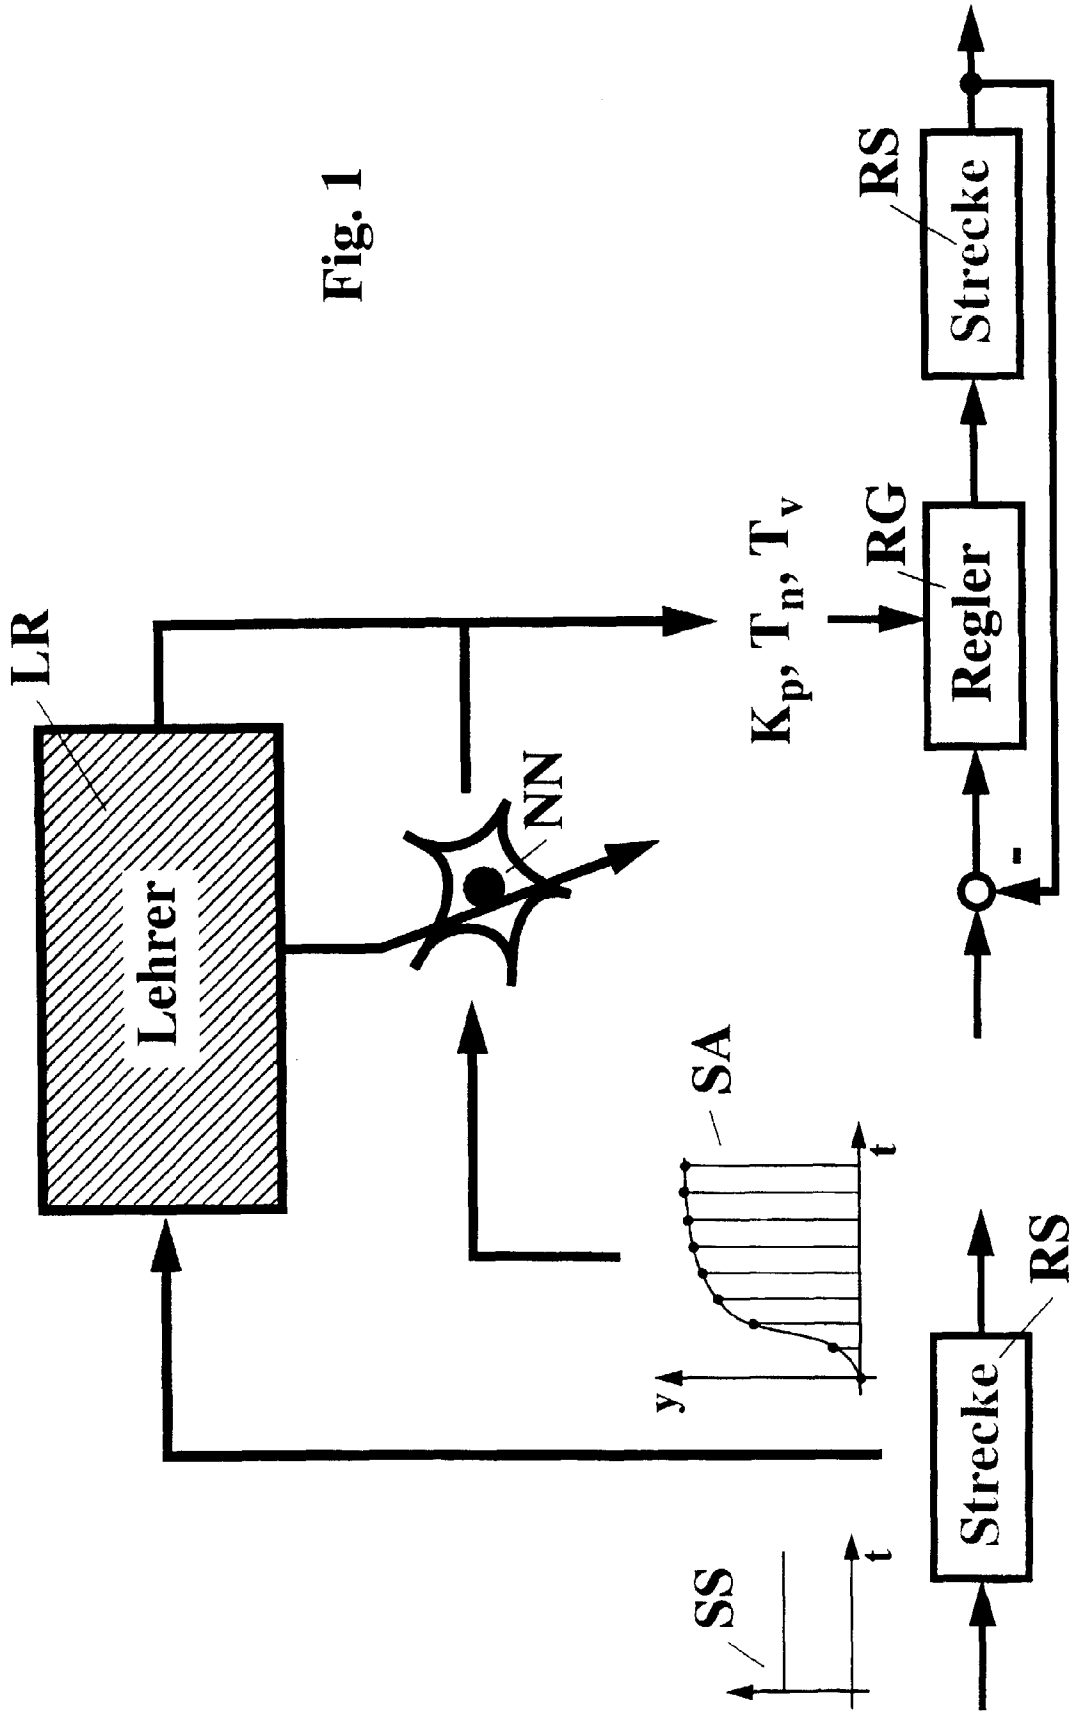 LR
Lehrer
Fig. 1
NN
SS
t
y
SA
t
Kp, Tn, Tv
RG
RS
Strecke
RS
Regler
Strecke
-